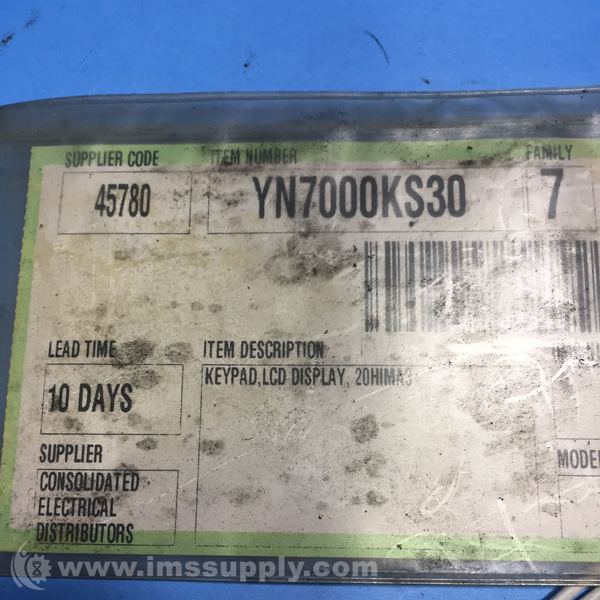 SUPPLIER CODE
ITEM NUMBER
FAMILY
45780
YN7000KS30
7
LEAD TIME
ITEM DESCRIPTION
10 DAYS
KEYPAD,LCD DISPLAY, 20HIMA3
SUPPLIER
CONSOLIDATED
ELECTRICAL
DISTRIBUTORS
MODEL
www.imssupply.com